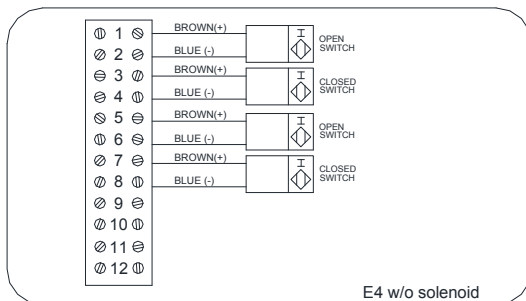 1 BROWN(+)
OPEN
SWITCH
2 BLUE (-)
3 BROWN(+)
CLOSED
SWITCH
4 BLUE (-)
5 BROWN(+)
OPEN
SWITCH
6 BLUE (-)
7 BROWN(+)
CLOSED
SWITCH
8 BLUE (-)
9
10
11
12
E4 w/o solenoid